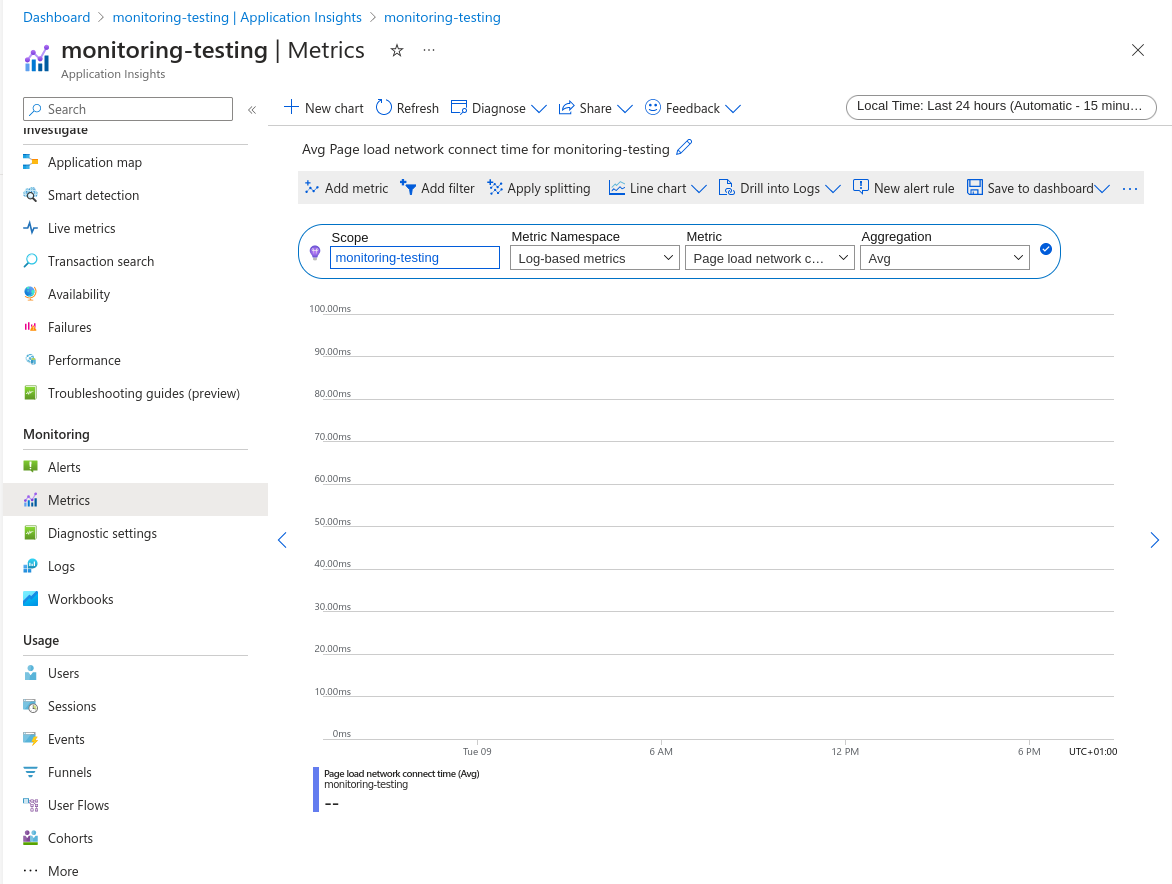 Dashboard > monitoring-testing | Application Insights > monitoring-testing
monitoring-testing | Metrics
Application Insights
Search
Investigate
Application map
Smart detection
Live metrics
Transaction search
Availability
Failures
Performance
Troubleshooting guides (preview)
Monitoring
Alerts
Metrics
Diagnostic settings
Logs
Workbooks
Usage
Users
Sessions
Events
Funnels
User Flows
Cohorts
More
New chart Refresh Diagnose Share Feedback
Local Time: Last 24 hours (Automatic - 15 minu...
Avg Page load network connect time for monitoring-testing
Add metric Add filter Apply splitting Line chart Drill into Logs New alert rule Save to dashboard
Scope Metric Namespace Metric Aggregation
monitoring-testing Log-based metrics Page load network c... Avg
100.00ms
90.00ms
80.00ms
70.00ms
60.00ms
50.00ms
40.00ms
30.00ms
20.00ms
10.00ms
0ms
Tue 09 6 AM 12 PM 6 PM UTC+01:00
Page load network connect time (Avg)
monitoring-testing
--